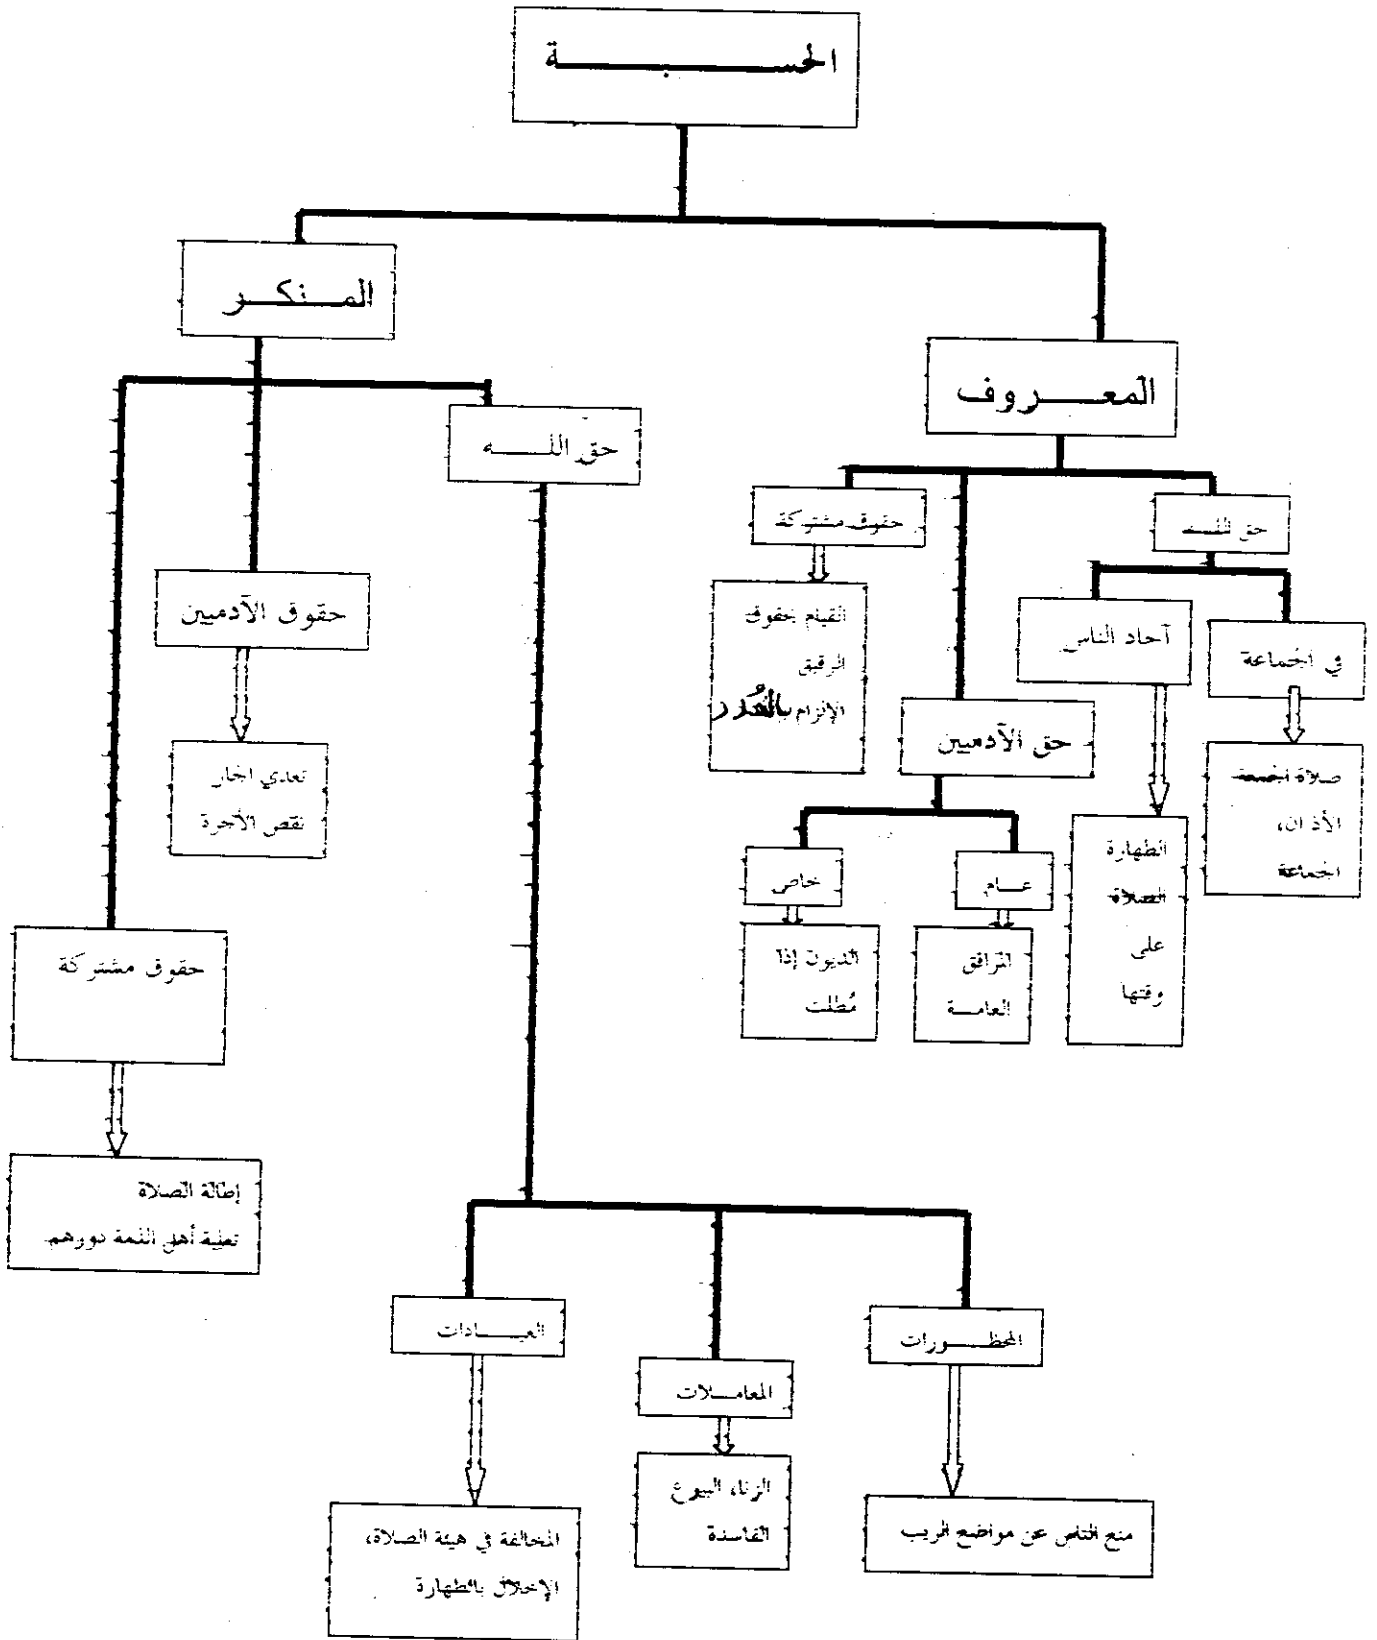 الحسبة
المنكر
المعروف
حق الله
حقوق مشتركة
حق الله
حقوق الآدميين
القيام بحقوق
الرقيق
الإلزام
آحاد الناس
في الجماعة
حق الآدميين
تعدي الجار
نقص الأجرة
صلاة الجمعة
الأذان،
الجماعة
الطهارة
الصلاة
على
وقتها
خاص
عام
الديون إذا
مُطلت
المرافق
العامة
حقوق مشتركة
إطالة الصلاة
تعلية أهل الذمة دورهم
العبادات
المعاملات
المحظورات
المخالفة في هيئة الصلاة،
الإخلال بالطهارة
الزنا، البيوع
الفاسدة
منع الناس عن مواضع الريب